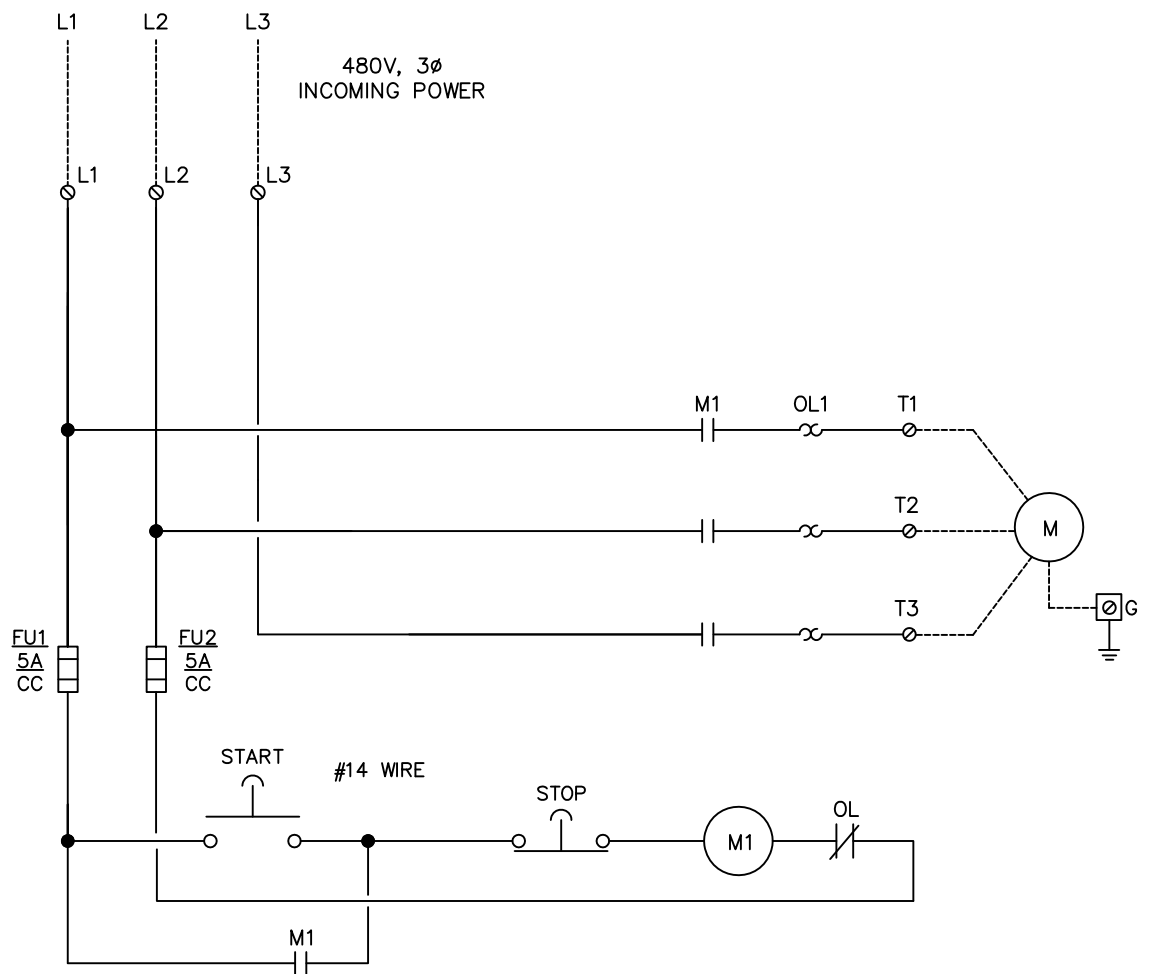 L1 L2 L3
480V, 3ø
INCOMING POWER
L1 L2 L3
M1 OL1 T1
T2
M
T3
G
FU1
5A
CC
FU2
5A
CC
START
#14 WIRE
STOP
OL
M1
M1